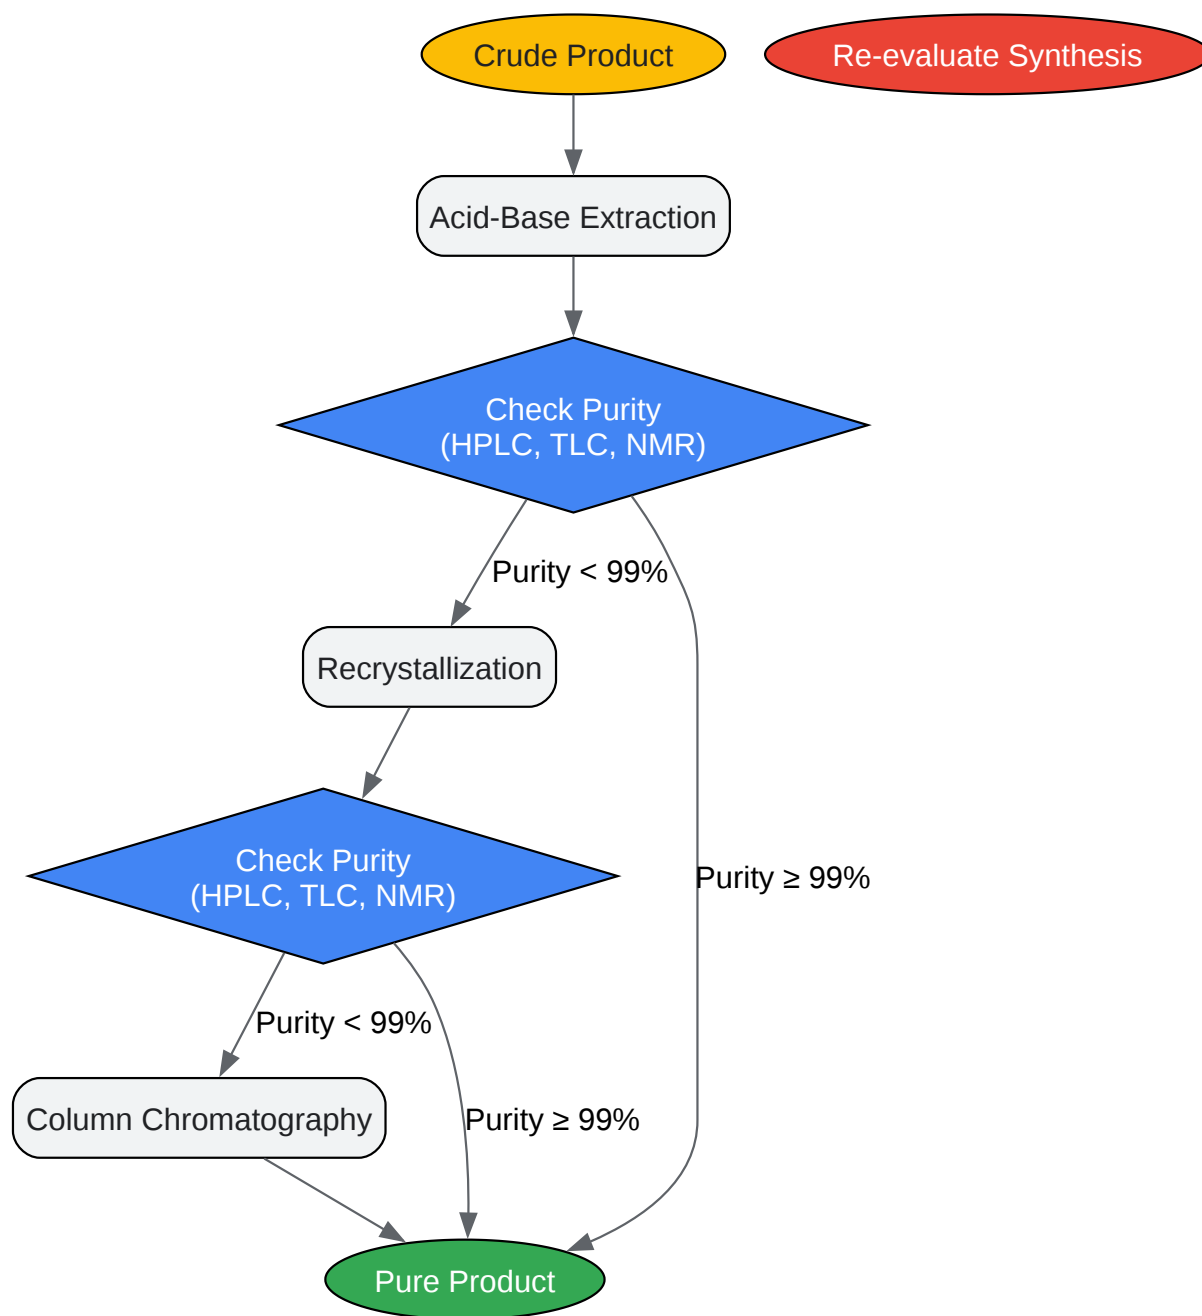 Crude Product
Re-evaluate Synthesis
Acid-Base Extraction
Check Purity
(HPLC, TLC, NMR)
Purity < 99%
Recrystallization
Check Purity
(HPLC, TLC, NMR)
Purity ≥ 99%
Purity < 99%
Column Chromatography
Purity ≥ 99%
Pure Product